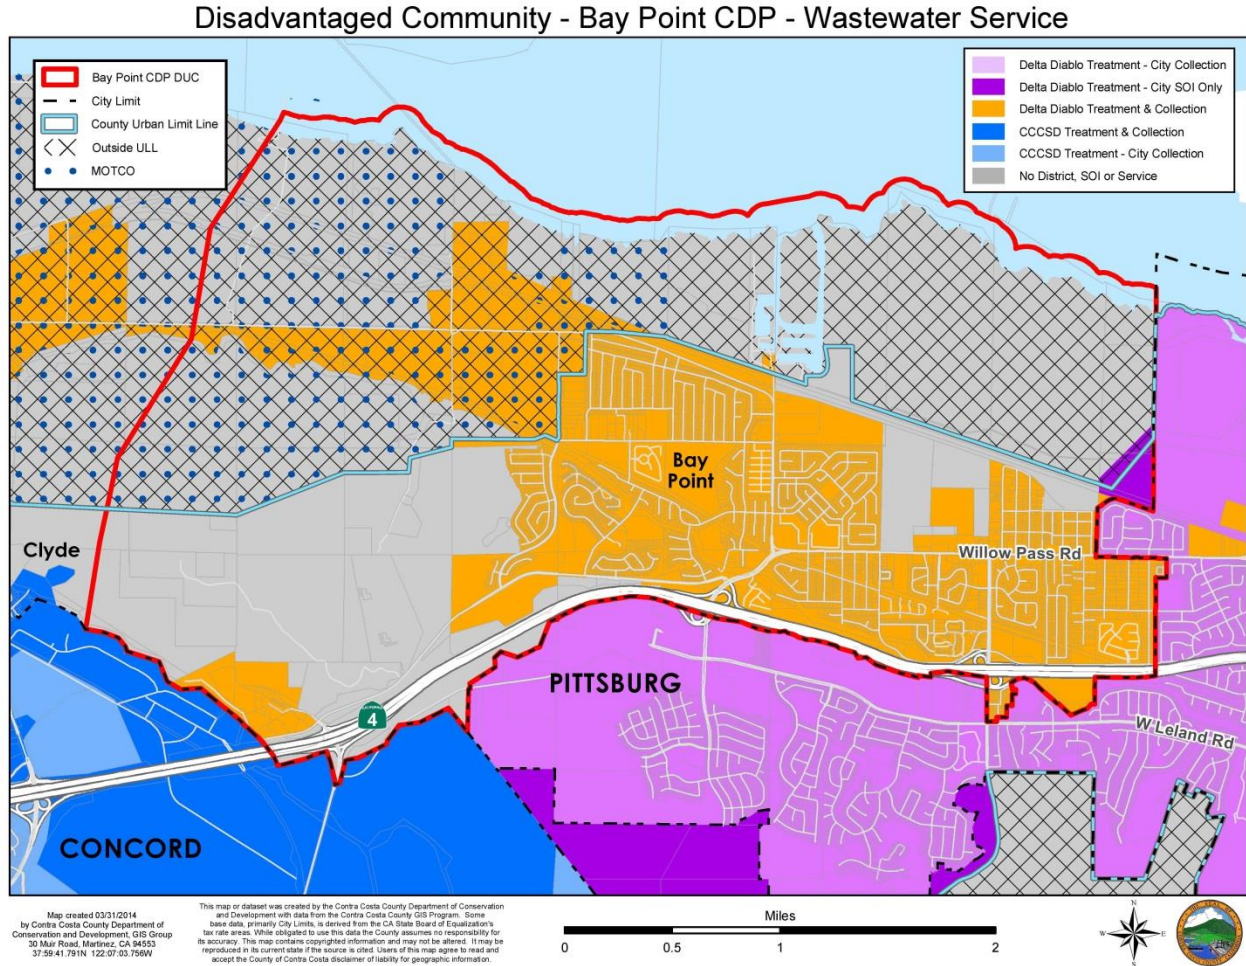 Disadvantaged Community - Bay Point CDP - Wastewater Service
Bay Point CDP DUC
City Limit
County Urban Limit Line
Outside ULL
MOTCO
Delta Diablo Treatment - City Collection
Delta Diablo Treatment - City SOI Only
Delta Diablo Treatment & Collection
CCCSD Treatment & Collection
CCCSD Treatment - City Collection
No District, SOI or Service
Bay
Point
Clyde
Willow Pass Rd
PITTSBURG
4
W Leland Rd
CONCORD
Map created 03/31/2014
by Contra Costa County Department of
Conservation and Development, GIS Group
30 Muir Road, Martinez, CA 94553
37:59:41.791N 122:07:03.756W
This map or dataset was created by the Contra Costa County Department of Conservation
and Development with data from the Contra Costa County GIS Program. Some
base data, primarily City Limits, is derived from the CA State Board of Equalization's
tax rate areas. While obligated to use this data the County assumes no responsibility for
its accuracy. This map contains copyrighted information and may not be altered. It may be
reproduced in its current state if the source is cited. Users of this map agree to read and
accept the County of Contra Costa disclaimer of liability for geographic information.
Miles
0 0.5 1 2
N
W E
S